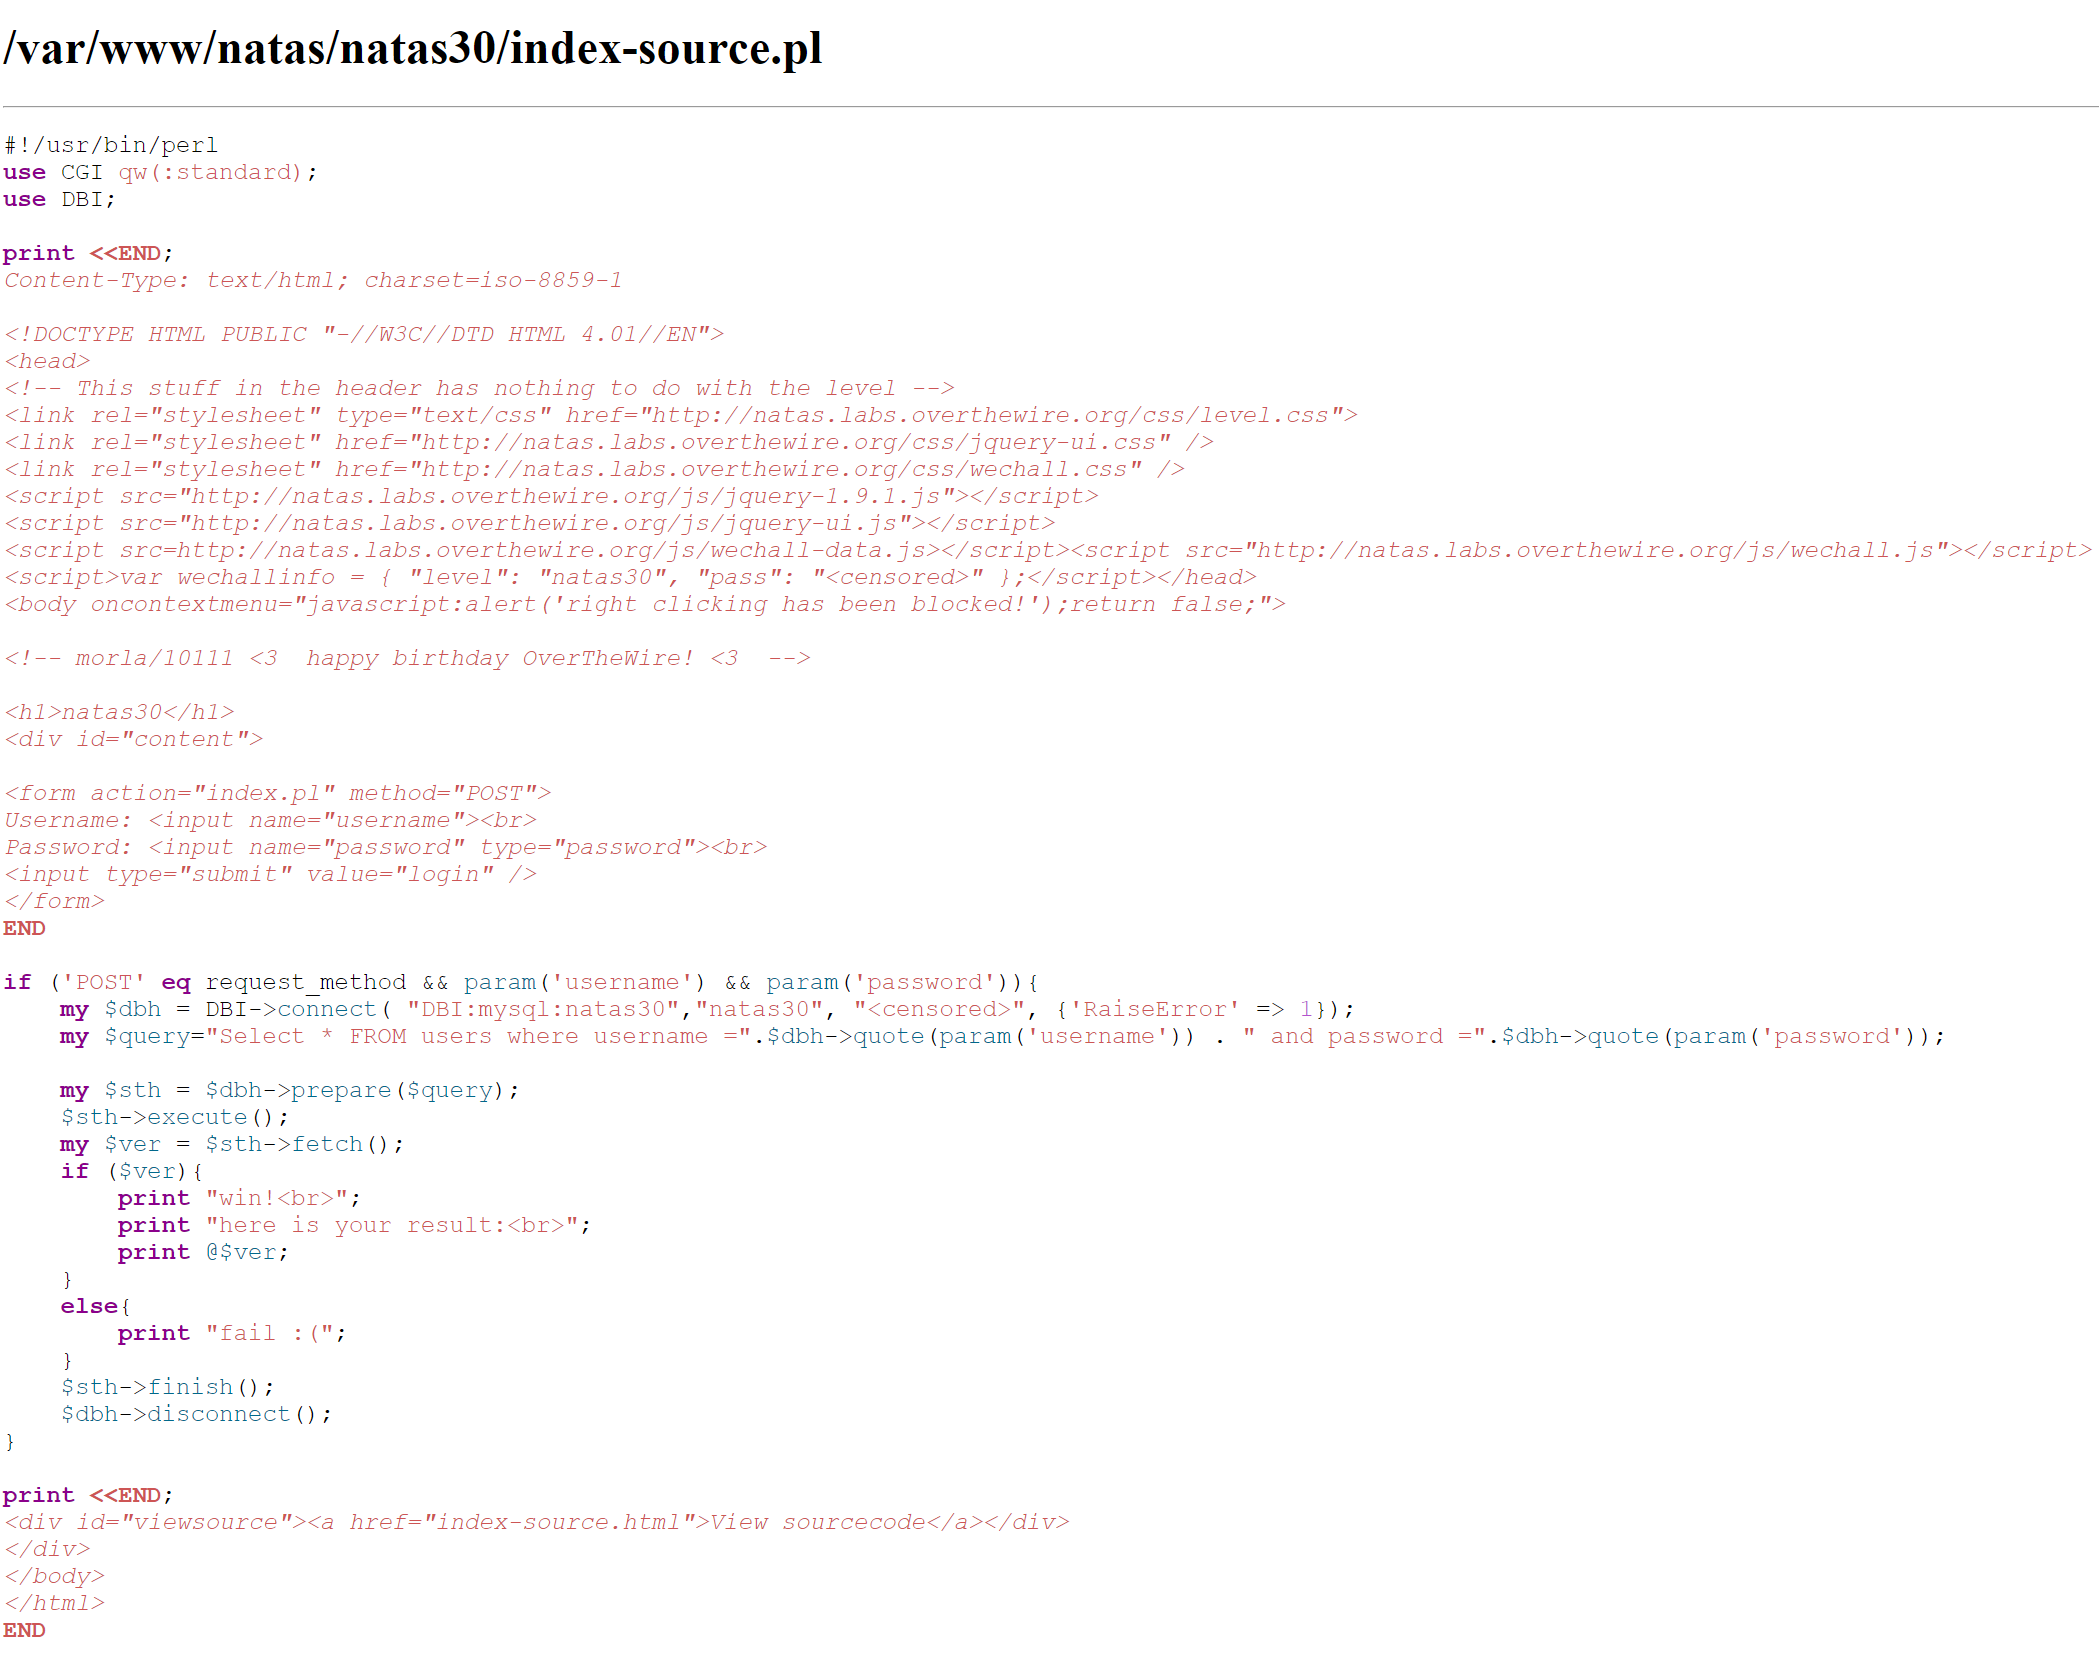 /var/www/natas/natas30/index-source.pl
#!/usr/bin/perl
use CGI qw(:standard);
use DBI;
print <<END;
Content-Type: text/html; charset=iso-8859-1
<!DOCTYPE HTML PUBLIC "-//W3C//DTD HTML 4.01//EN">
<head>
<!-- This stuff in the header has nothing to do with the level -->
<link rel="stylesheet" type="text/css" href="http://natas.labs.overthewire.org/css/level.css">
<link rel="stylesheet" href="http://natas.labs.overthewire.org/css/jquery-ui.css" />
<link rel="stylesheet" href="http://natas.labs.overthewire.org/css/wechall.css" />
<script src="http://natas.labs.overthewire.org/js/jquery-1.9.1.js"></script>
<script src="http://natas.labs.overthewire.org/js/jquery-ui.js"></script>
<script src=http://natas.labs.overthewire.org/js/wechall-data.js></script><script src="http://natas.labs.overthewire.org/js/wechall.js"></script>
<script>var wechallinfo = { "level": "natas30", "pass": "<censored>" };</script></head>
<body oncontextmenu="javascript:alert('right clicking has been blocked!');return false;">
<!-- morla/10111 <3  happy birthday OverTheWire! <3  -->
<h1>natas30</h1>
<div id="content">
<form action="index.pl" method="POST">
Username: <input name="username"><br>
Password: <input name="password" type="password"><br>
<input type="submit" value="login" />
</form>
END
if ('POST' eq request_method && param('username') && param('password')){
    my $dbh = DBI->connect( "DBI:mysql:natas30","natas30", "<censored>", {'RaiseError' => 1});
    my $query="Select * FROM users where username =".$dbh->quote(param('username')) . " and password =".$dbh->quote(param('password'));
    my $sth = $dbh->prepare($query);
    $sth->execute();
    my $ver = $sth->fetch();
    if ($ver){
        print "win!<br>";
        print "here is your result:<br>";
        print @$ver;
    }
    else{
        print "fail :(";
    }
    $sth->finish();
    $dbh->disconnect();
}
print <<END;
<div id="viewsource"><a href="index-source.html">View sourcecode</a></div>
</div>
</body>
</html>
END